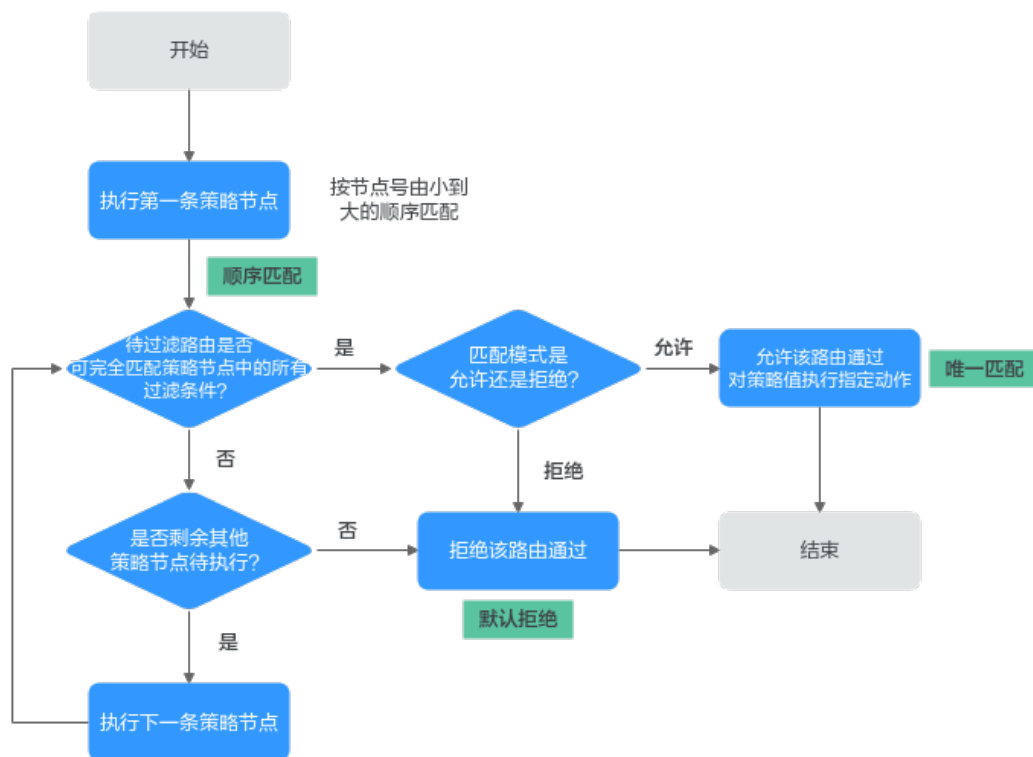 开始
执行第一条策略节点
按节点号由小到
大的顺序匹配
顺序匹配
待过滤路由是否
可完全匹配策略节点中的所有
过滤条件?
是
匹配模式是
允许还是拒绝?
允许
允许该路由通过
对策略值执行指定动作
唯一匹配
否
拒绝
是否剩余其他
策略节点待执行?
否
拒绝该路由通过
结束
默认拒绝
是
执行下一条策略节点